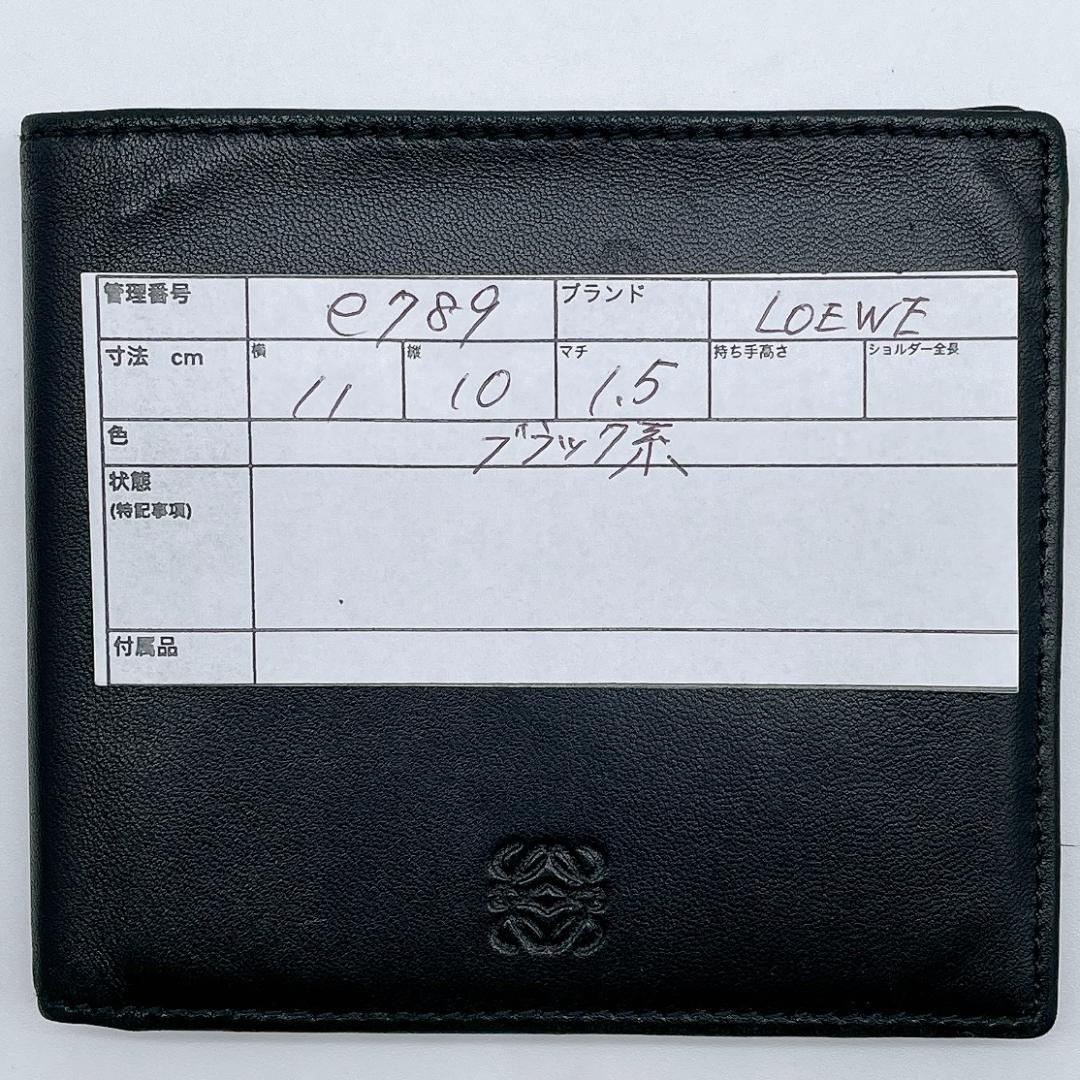 管理番号 e789 ブランド LOEWE
寸法 cm 横 11 縦 10 マチ 1.5 持ち手高さ ショルダー全長
色 ブラック系
状態
(特記事項)
付属品